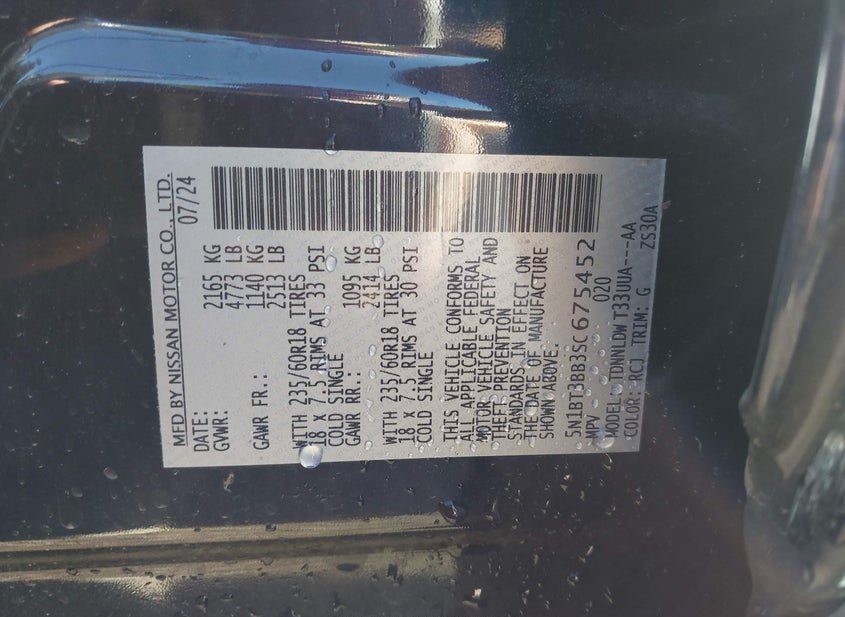 MFD BY NISSAN MOTOR CO., LTD.
DATE: 07/24
GVWR: 2165 KG
4773 LB
GAWR FR.: 1140 KG
2513 LB
WITH 235/60R18 TIRES
18 X 7.5 RIMS AT 33 PSI
COLD SINGLE
GAWR RR.: 1095 KG
2414 LB
WITH 235/60R18 TIRES
18 X 7.5 RIMS AT 30 PSI
COLD SINGLE
THIS VEHICLE CONFORMS TO
ALL APPLICABLE FEDERAL
MOTOR VEHICLE SAFETY AND
THEFT PREVENTION
STANDARDS IN EFFECT ON
THE DATE OF MANUFACTURE
SHOWN ABOVE.
5N1BT3BB3SC675452
MPV 020
MODEL: TDNNLDW T33UUA---AA
COLOR: RCJ TRIM: G ZS30A